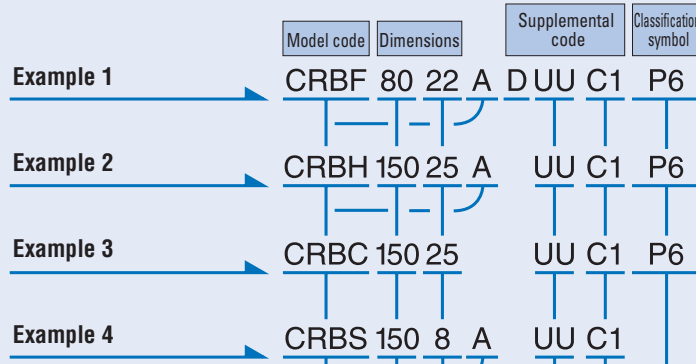 Model code Dimensions Supplemental code Classification symbol
Example 1 CRBF 80 22 A D UU C1 P6
Example 2 CRBH 150 25 A UU C1 P6
Example 3 CRBC 150 25 UU C1 P6
Example 4 CRBS 150 8 A UU C1